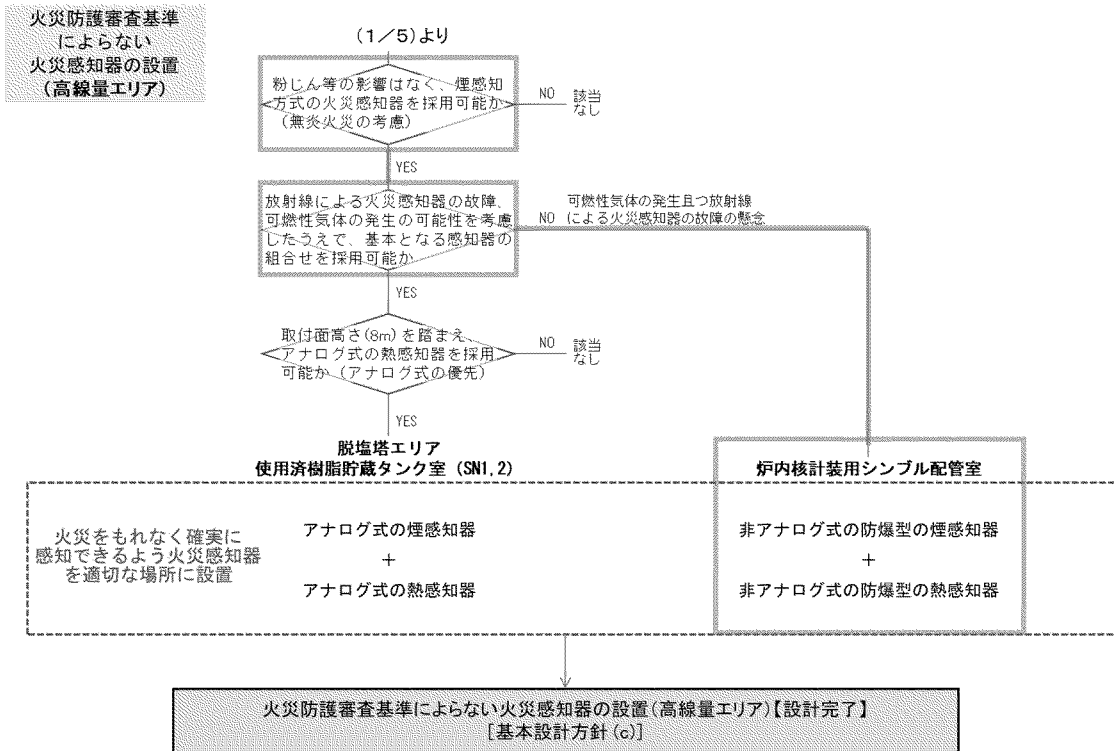 火災防護審査基準
によらない
火災感知器の設置
(高線量エリア)
(1/5)より
粉じん等の影響はなく、煙感知
方式の火災感知器を採用可能か
(無炎火災の考慮)
NO
該当
なし
YES
放射線による火災感知器の故障、
可燃性気体の発生の可能性を考慮
したうえで、基本となる感知器の
組合せを採用可能か
NO
可燃性気体の発生且つ放射線
による火災感知器の故障の懸念
YES
取付面高さ(8m)を踏まえ、
アナログ式の熱感知器を採用
可能か(アナログ式の優先)
NO
該当
なし
YES
脱塩塔エリア
使用済樹脂貯蔵タンク室 (SN1,2)
炉内核計装用シンブル配管室
火災をもれなく確実に
感知できるよう火災感知器
を適切な場所に設置
アナログ式の煙感知器
+
アナログ式の熱感知器
非アナログ式の防爆型の煙感知器
+
非アナログ式の防爆型の熱感知器
火災防護審査基準によらない火災感知器の設置(高線量エリア)【設計完了】
[基本設計方針(c)]